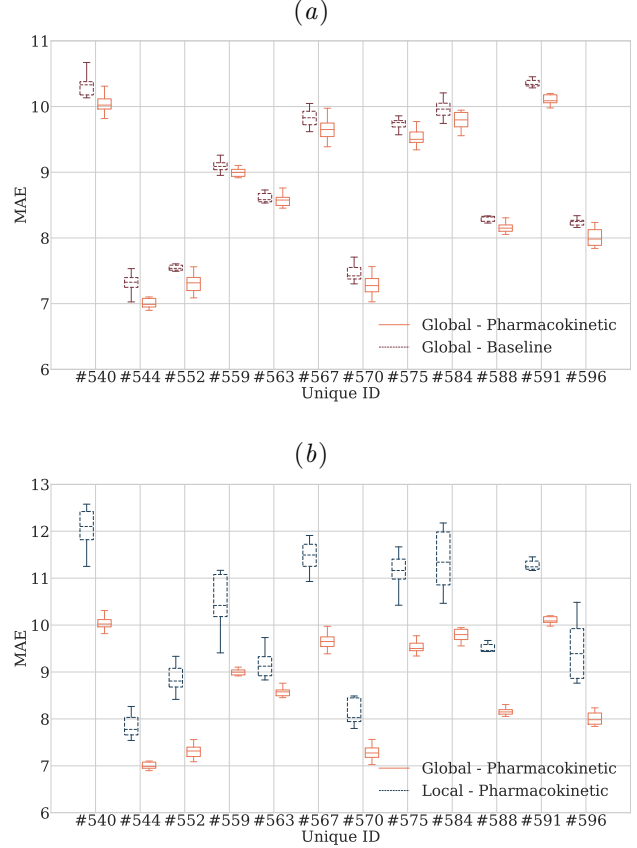 (a)
11
10
9
8
7
6
MAE
Global - Pharmacokinetic
Global - Baseline
#540 #544 #552 #559 #563 #567 #570 #575 #584 #588 #591 #596
Unique ID
(b)
13
12
11
10
9
8
7
6
MAE
Global - Pharmacokinetic
Local - Pharmacokinetic
#540 #544 #552 #559 #563 #567 #570 #575 #584 #588 #591 #596
Unique ID